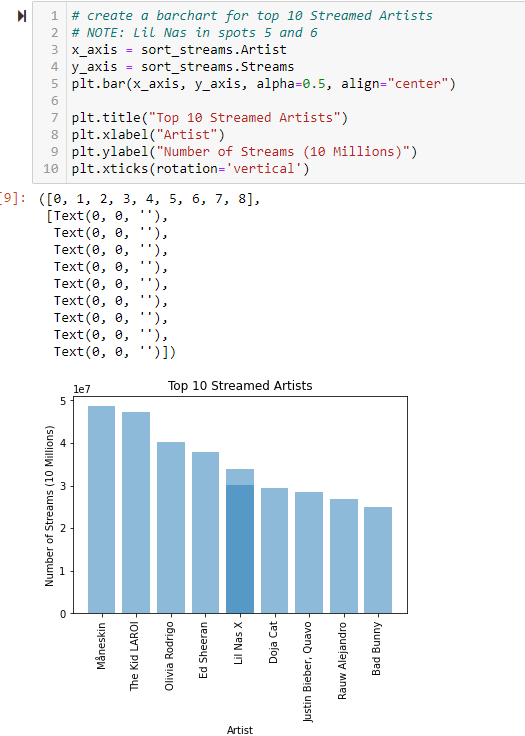 1 # create a barchart for top 10 Streamed Artists
2 # NOTE: Lil Nas in spots 5 and 6
3 x_axis = sort_streams.Artist
4 y_axis = sort_streams.Streams
5 plt.bar(x_axis, y_axis, alpha=0.5, align="center")
6
7 plt.title("Top 10 Streamed Artists")
8 plt.xlabel("Artist")
9 plt.ylabel("Number of Streams (10 Millions)")
10 plt.xticks(rotation='vertical')
[9]: ([0, 1, 2, 3, 4, 5, 6, 7, 8],
[Text(0, 0, ''),
Text(0, 0, ''),
Text(0, 0, ''),
Text(0, 0, ''),
Text(0, 0, ''),
Text(0, 0, ''),
Text(0, 0, ''),
Text(0, 0, ''),
Text(0, 0, '')])
Top 10 Streamed Artists
1e7
5
4
3
2
1
0
Number of Streams (10 Millions)
Måneskin
The Kid LAROI
Olivia Rodrigo
Ed Sheeran
Lil Nas X
Doja Cat
Justin Bieber, Quavo
Rauw Alejandro
Bad Bunny
Artist